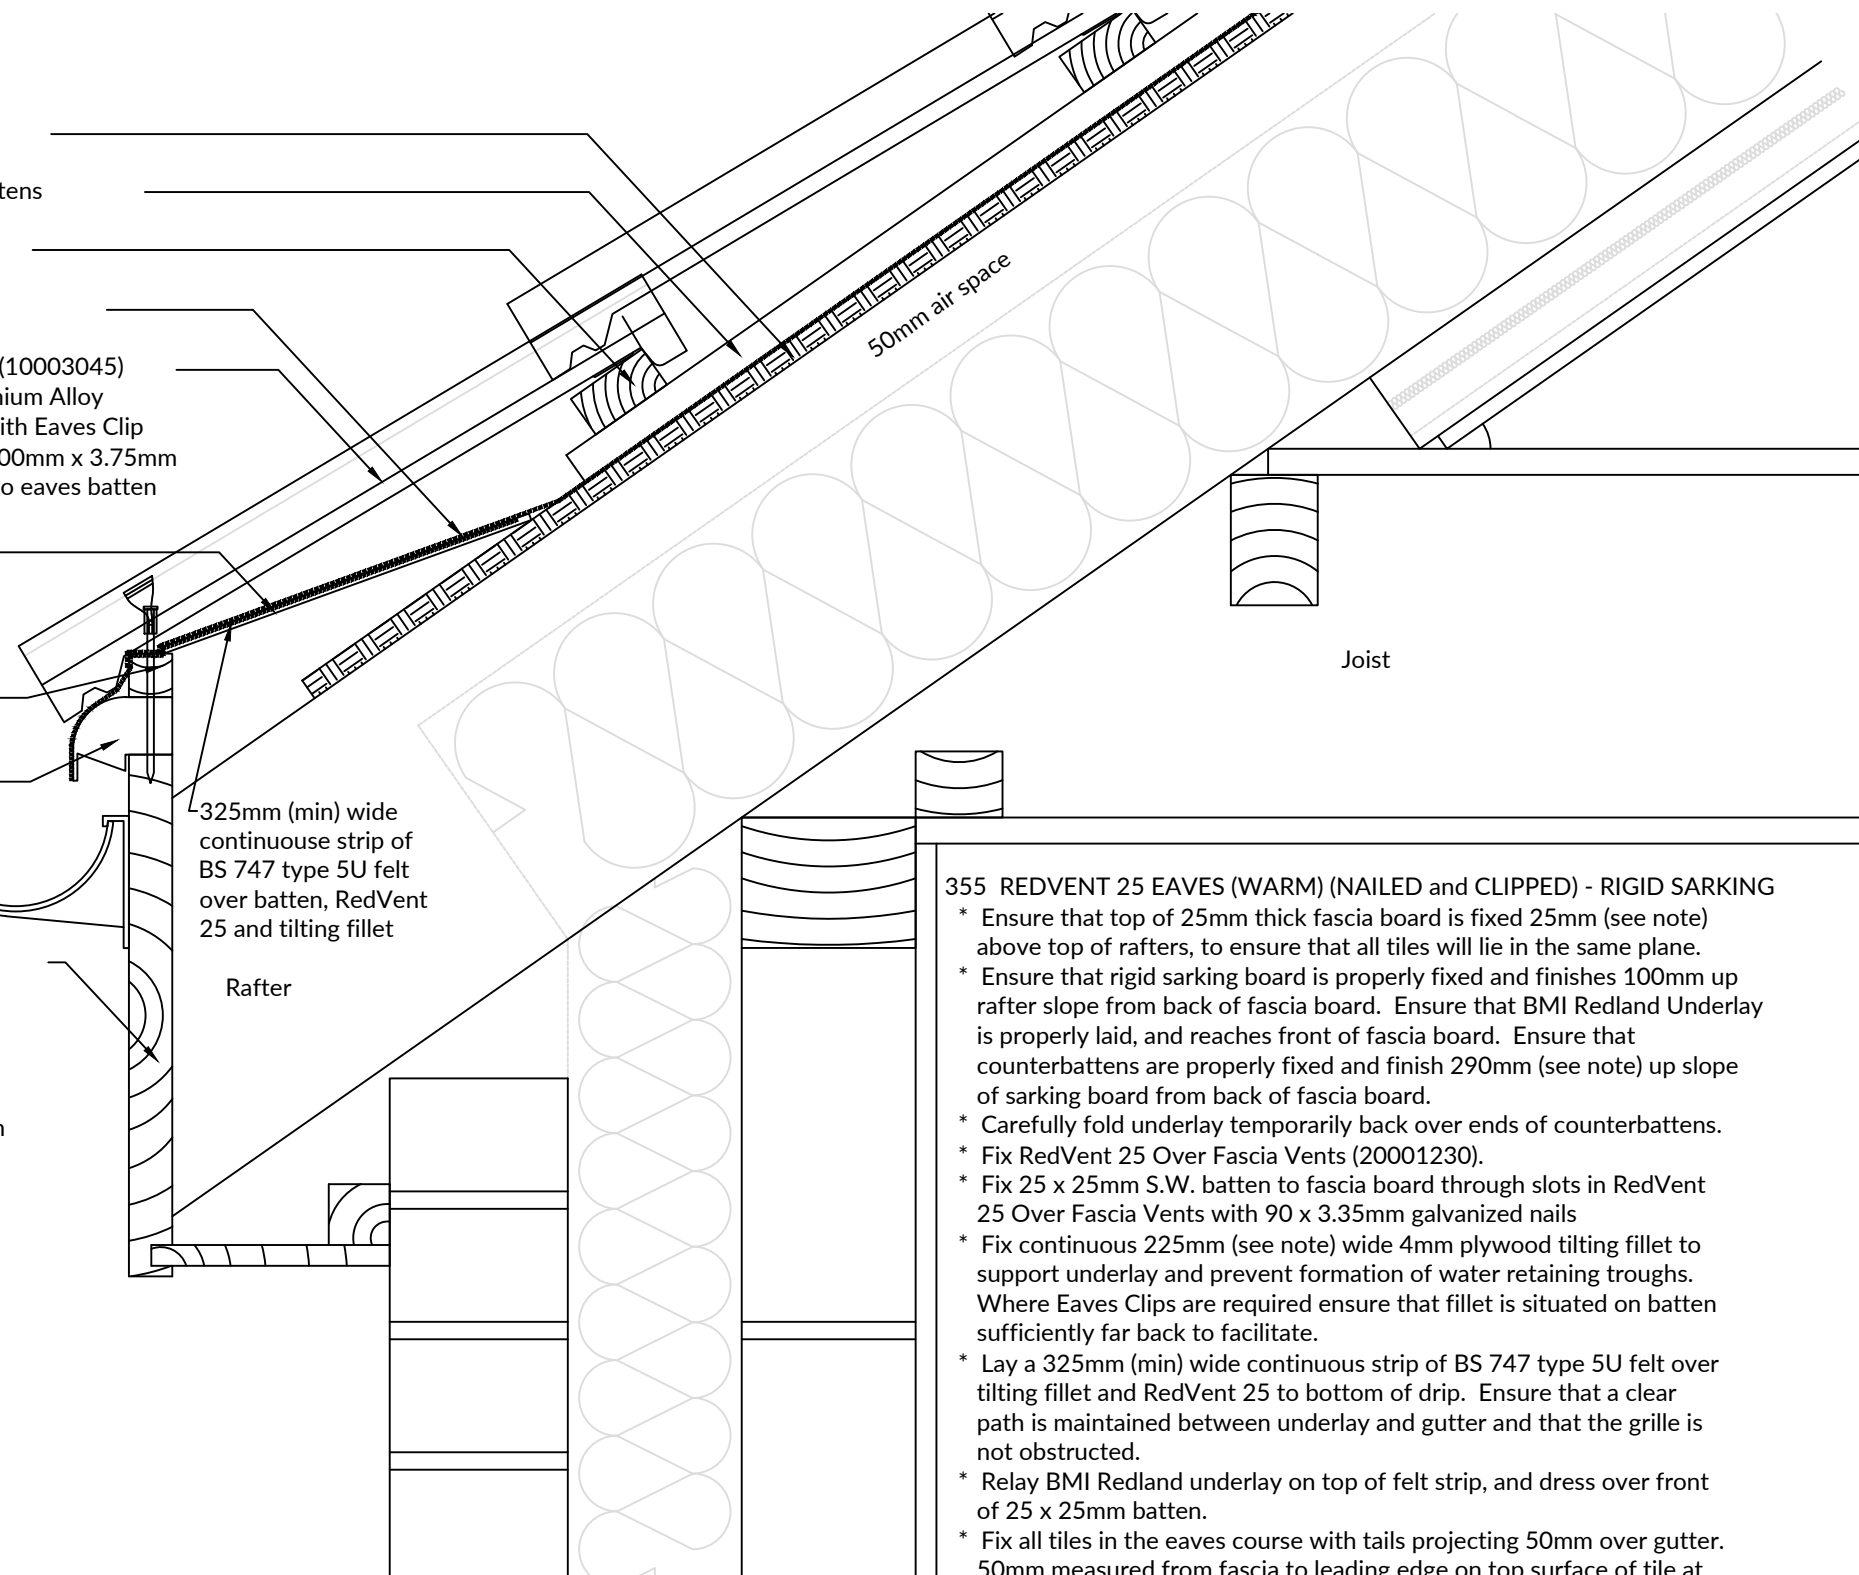 (10003045)
Alloy
Eaves Clip
x 3.75mm
eaves batten
50mm air space
Joist
325mm (min) wide
continuouse strip of
BS 747 type 5U felt
over batten, RedVent
25 and tilting fillet
Rafter
355 REDVENT 25 EAVES (WARM) (NAILED and CLIPPED) - RIGID SARKING
* Ensure that top of 25mm thick fascia board is fixed 25mm (see note)
above top of rafters, to ensure that all tiles will lie in the same plane.
* Ensure that rigid sarking board is properly fixed and finishes 100mm up
rafter slope from back of fascia board. Ensure that BMI Redland Underlay
is properly laid, and reaches front of fascia board. Ensure that
counterbattens are properly fixed and finish 290mm (see note) up slope
of sarking board from back of fascia board.
* Carefully fold underlay temporarily back over ends of counterbattens.
* Fix RedVent 25 Over Fascia Vents (20001230).
* Fix 25 x 25mm S.W. batten to fascia board through slots in RedVent
25 Over Fascia Vents with 90 x 3.35mm galvanized nails
* Fix continuous 225mm (see note) wide 4mm plywood tilting fillet to
support underlay and prevent formation of water retaining troughs.
Where Eaves Clips are required ensure that fillet is situated on batten
sufficiently far back to facilitate.
* Lay a 325mm (min) wide continuous strip of BS 747 type 5U felt over
tilting fillet and RedVent 25 to bottom of drip. Ensure that a clear
path is maintained between underlay and gutter and that the grille is
not obstructed.
* Relay BMI Redland underlay on top of felt strip, and dress over front
of 25 x 25mm batten.
* Fix all tiles in the eaves course with tails projecting 50mm over gutter.
50mm measured from fascia to leading edge on top surface of tile at